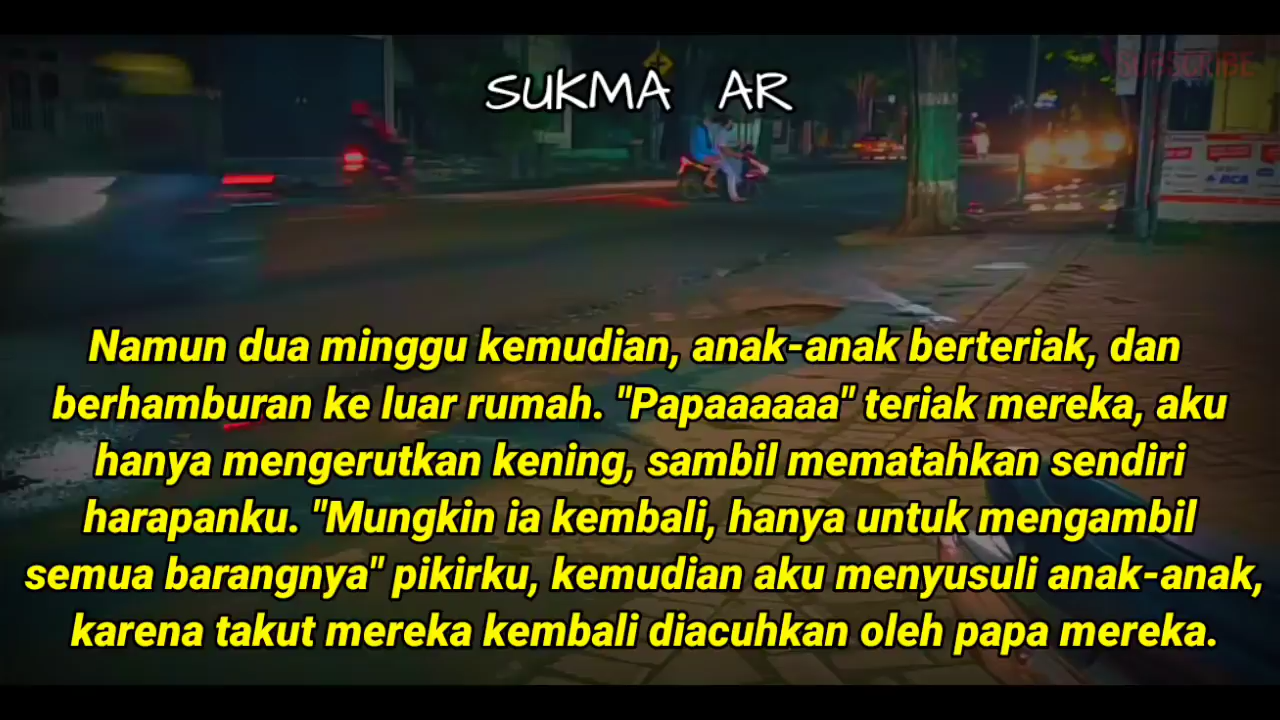 SUKMA AR
SUBSCRIBE
BCA
Namun dua minggu kemudian, anak-anak berteriak, dan
berhamburan ke luar rumah. "Papaaaaaa" teriak mereka, aku
hanya mengerutkan kening, sambil mematahkan sendiri
harapanku. "Mungkin ia kembali, hanya untuk mengambil
semua barangnya" pikirku, kemudian aku menyusuli anak-anak,
karena takut mereka kembali diacuhkan oleh papa mereka.